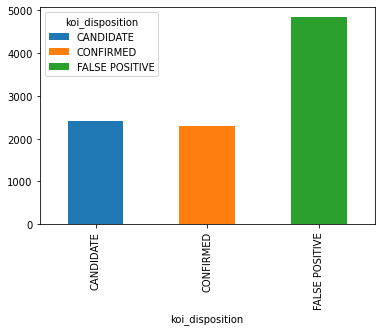 koi_disposition
CANDIDATE
CONFIRMED
FALSE POSITIVE
5000
4000
3000
2000
1000
0
CANDIDATE
CONFIRMED
FALSE POSITIVE
koi_disposition